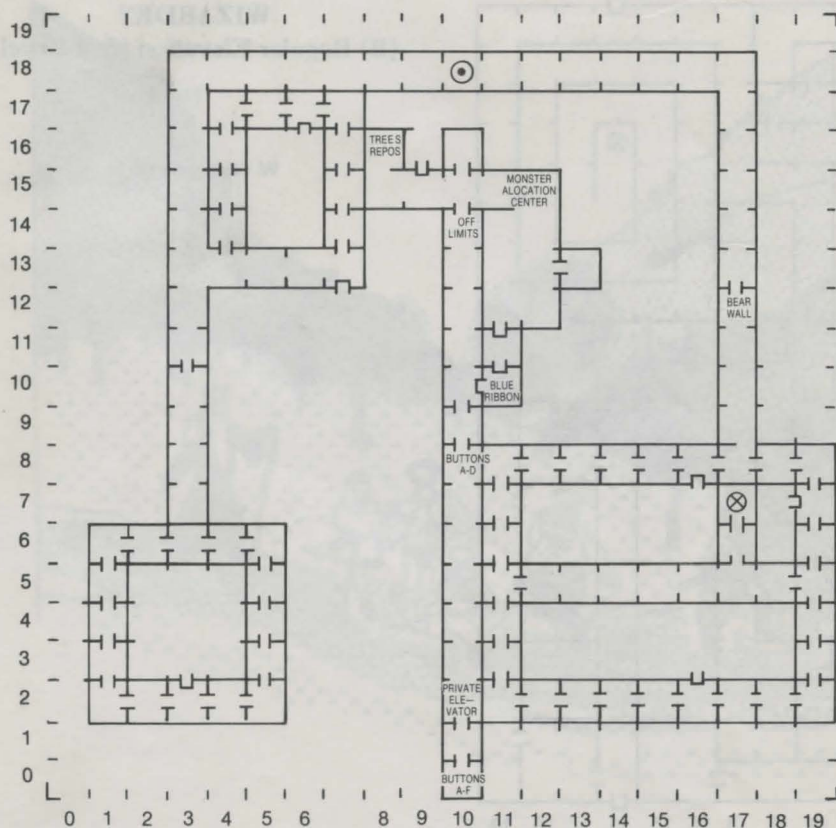 19
18
17
16
TREES
REPOS
15
MONSTER
ALOCATION
CENTER
14
OFF
LIMITS
13
12
BEAR
WALL
11
10
BLUE
RIBBON
9
8
BUTTONS
A-D
7
6
5
4
3
2
PRIVATE
ELE-
VATOR
1
0
BUTTONS
A-F
0 1 2 3 4 5 6 8 9 10 11 12 13 14 15 16 17 18 19